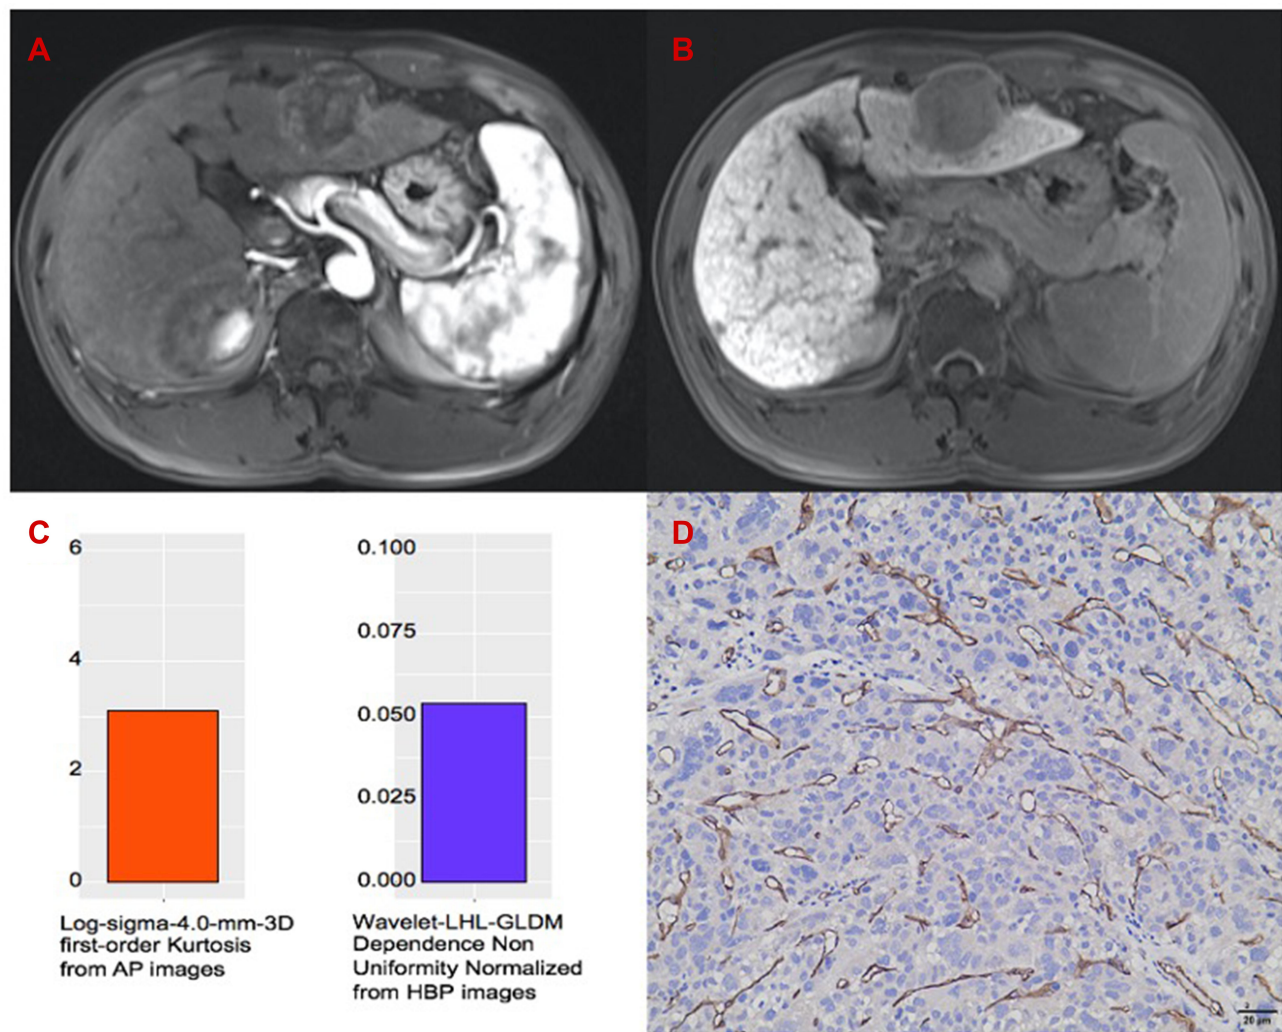 A
B
C
6
4
2
0
Log-sigma-4.0-mm-3D
first-order Kurtosis
from AP images
0.100
0.075
0.050
0.025
0.000
Wavelet-LHL-GLDM
Dependence Non
Uniformity Normalized
from HBP images
D
20 µm